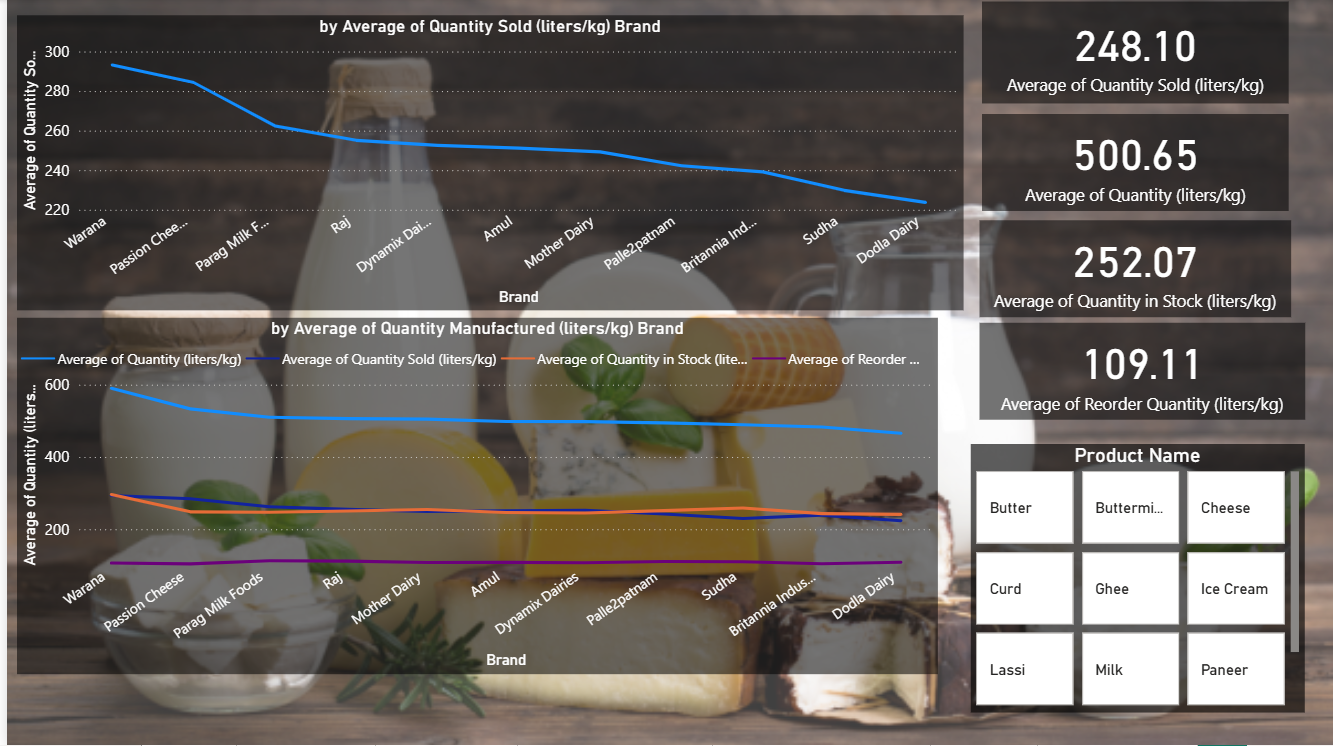 by Average of Quantity Sold (liters/kg) Brand
Average of Quantity So...
300
280
260
240
220
Warana
Passion Chee...
Parag Milk F...
Raj
Dynamix Dai...
Amul
Mother Dairy
Palle2patnam
Britannia Ind...
Sudha
Dodla Dairy
Brand
248.10
Average of Quantity Sold (liters/kg)
500.65
Average of Quantity (liters/kg)
252.07
Average of Quantity in Stock (liters/kg)
109.11
Average of Reorder Quantity (liters/kg)
by Average of Quantity Manufactured (liters/kg) Brand
Average of Quantity (liters/kg) Average of Quantity Sold (liters/kg) Average of Quantity in Stock (lite... Average of Reorder ...
Average of Quantity (liters...
600
400
200
Warana
Passion Cheese
Parag Milk Foods
Raj
Mother Dairy
Amul
Dynamix Dairies
Palle2patnam
Sudha
Britannia Indus...
Dodla Dairy
Brand
Product Name
Butter Buttermi... Cheese
Curd Ghee Ice Cream
Lassi Milk Paneer